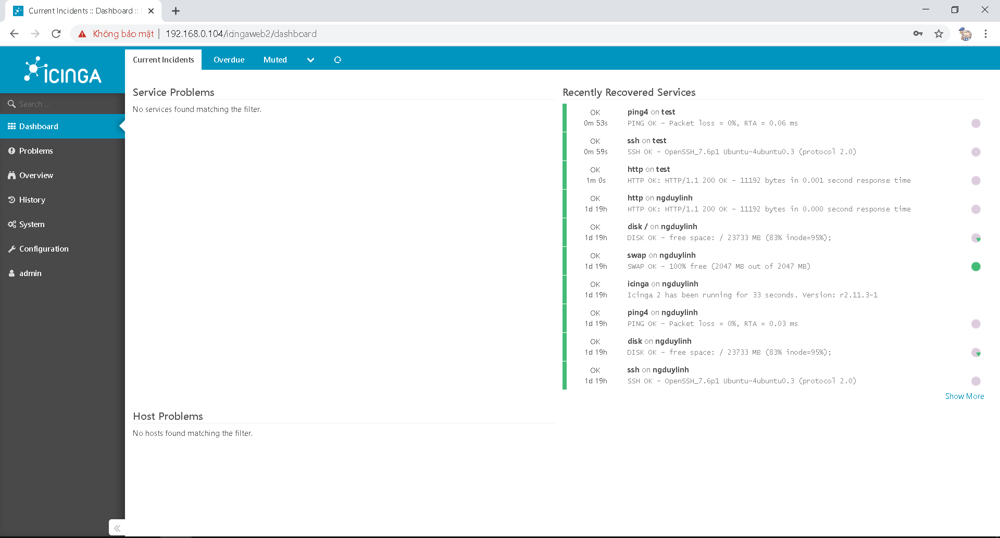 Current Incidents :: Dashboard ::
Không bảo mật
192.168.0.104/icingaweb2/dashboard
ICINGA
Search ...
Dashboard
Problems
Overview
History
System
Configuration
admin
Current Incidents
Overdue
Muted
Service Problems
No services found matching the filter.
Recently Recovered Services
OK
0m 53s
ping4 on test
PING OK - Packet loss = 0%, RTA = 0.06 ms
OK
0m 59s
ssh on test
SSH OK - OpenSSH_7.6p1 Ubuntu-4ubuntu0.3 (protocol 2.0)
OK
1m 0s
http on test
HTTP OK: HTTP/1.1 200 OK - 11192 bytes in 0.001 second response time
OK
1d 19h
http on ngduylinh
HTTP OK: HTTP/1.1 200 OK - 11192 bytes in 0.000 second response time
OK
1d 19h
disk / on ngduylinh
DISK OK - free space: / 23733 MB (83% inode=95%);
OK
1d 19h
swap on ngduylinh
SWAP OK - 100% free (2047 MB out of 2047 MB)
OK
1d 19h
icinga on ngduylinh
Icinga 2 has been running for 33 seconds. Version: r2.11.3-1
OK
1d 19h
ping4 on ngduylinh
PING OK - Packet loss = 0%, RTA = 0.03 ms
OK
1d 19h
disk on ngduylinh
DISK OK - free space: / 23733 MB (83% inode=95%);
OK
1d 19h
ssh on ngduylinh
SSH OK - OpenSSH_7.6p1 Ubuntu-4ubuntu0.3 (protocol 2.0)
Show More
Host Problems
No hosts found matching the filter.